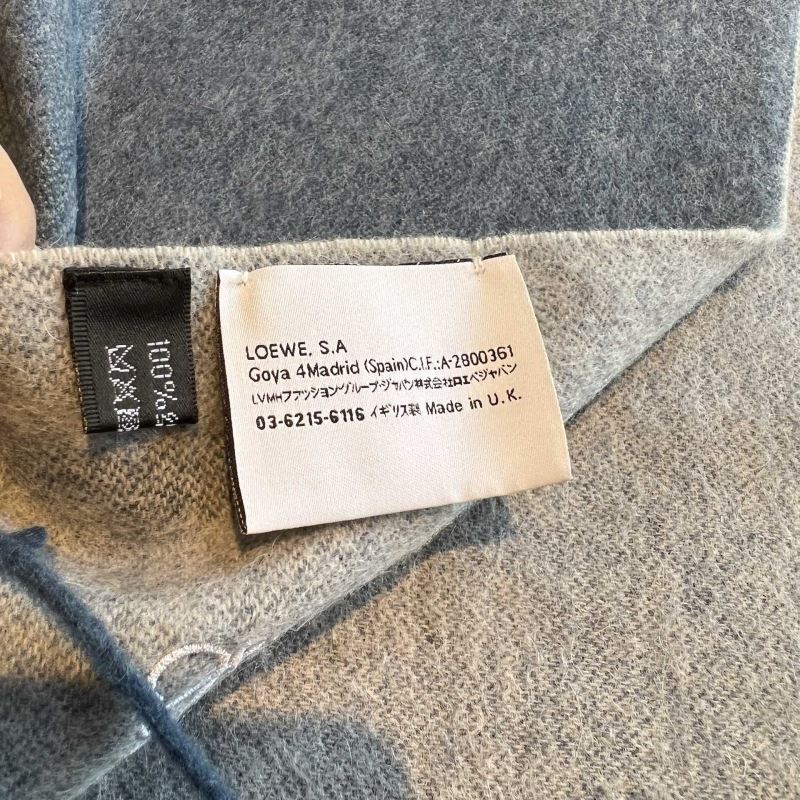 LOEWE, S.A
Goya 4Madrid (Spain)C.I.F.:A-2800361
LVMHファッション・グループ・ジャパン株式会社ロエベジャパン
03-6215-6116 イギリス製 Made in U.K.
100%